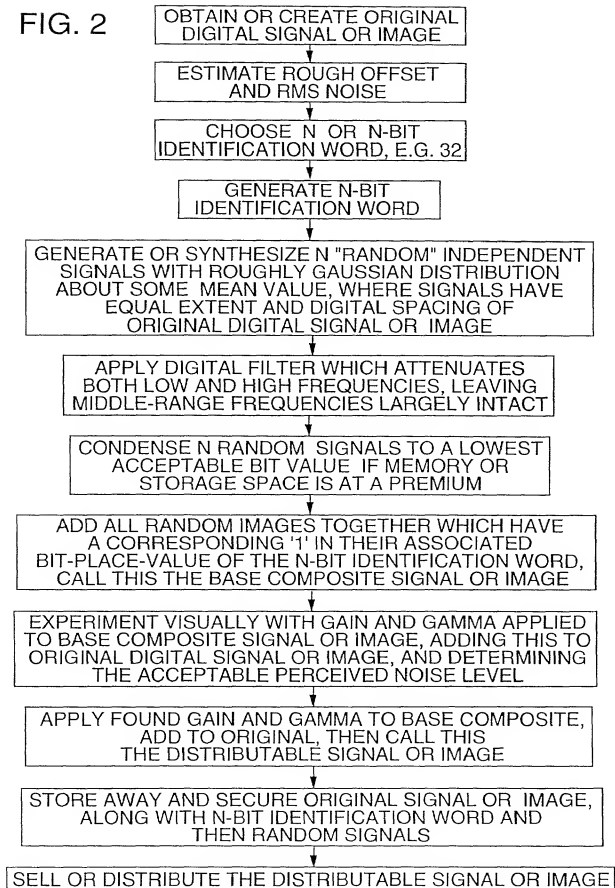 FIG. 2
OBTAIN OR CREATE ORIGINAL
DIGITAL SIGNAL OR IMAGE
ESTIMATE ROUGH OFFSET
AND RMS NOISE
CHOOSE N OR N-BIT
IDENTIFICATION WORD, E.G. 32
GENERATE N-BIT
IDENTIFICATION WORD
GENERATE OR SYNTHESIZE N "RANDOM" INDEPENDENT
SIGNALS WITH ROUGHLY GAUSSIAN DISTRIBUTION
ABOUT SOME MEAN VALUE, WHERE SIGNALS HAVE
EQUAL EXTENT AND DIGITAL SPACING OF
ORIGINAL DIGITAL SIGNAL OR IMAGE
APPLY DIGITAL FILTER WHICH ATTENUATES
BOTH LOW AND HIGH FREQUENCIES, LEAVING
MIDDLE-RANGE FREQUENCIES LARGELY INTACT
CONDENSE N RANDOM SIGNALS TO A LOWEST
ACCEPTABLE BIT VALUE IF MEMORY OR
STORAGE SPACE IS AT A PREMIUM
ADD ALL RANDOM IMAGES TOGETHER WHICH HAVE
A CORRESPONDING '1' IN THEIR ASSOCIATED
BIT-PLACE-VALUE OF THE N-BIT IDENTIFICATION WORD,
CALL THIS THE BASE COMPOSITE SIGNAL OR IMAGE
EXPERIMENT VISUALLY WITH GAIN AND GAMMA APPLIED
TO BASE COMPOSITE SIGNAL OR IMAGE, ADDING THIS TO
ORIGINAL DIGITAL SIGNAL OR IMAGE, AND DETERMINING
THE ACCEPTABLE PERCEIVED NOISE LEVEL
APPLY FOUND GAIN AND GAMMA TO BASE COMPOSITE,
ADD TO ORIGINAL, THEN CALL THIS
THE DISTRIBUTABLE SIGNAL OR IMAGE
STORE AWAY AND SECURE ORIGINAL SIGNAL OR IMAGE,
ALONG WITH N-BIT IDENTIFICATION WORD AND
THEN RANDOM SIGNALS
SELL OR DISTRIBUTE THE DISTRIBUTABLE SIGNAL OR IMAGE